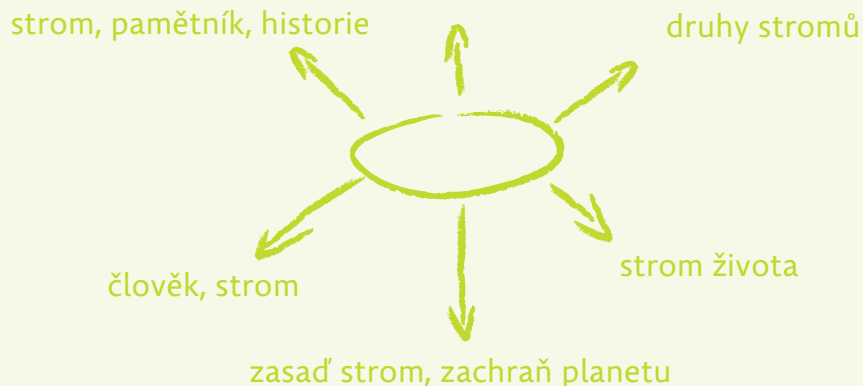 strom, pamětník, historie
druhy stromů
člověk, strom
strom života
zasaď strom, zachraň planetu